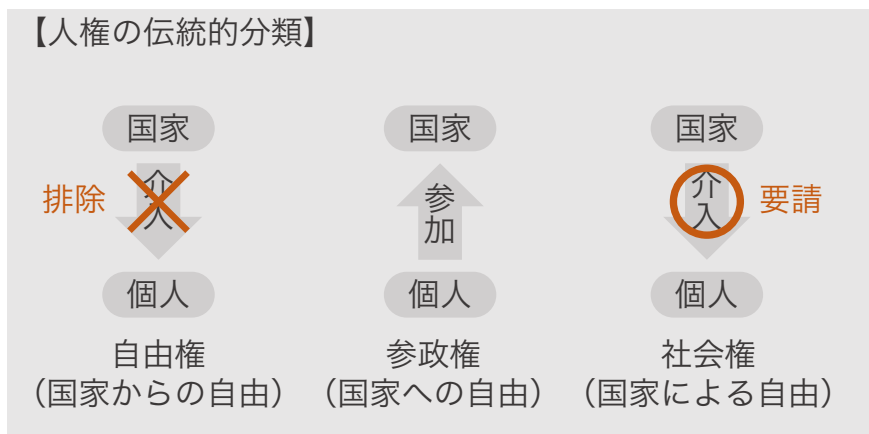 【人権の伝統的分類】
国家
介入
排除
個人
自由権
（国家からの自由）
国家
参加
個人
参政権
（国家への自由）
国家
介入
要請
個人
社会権
（国家による自由）